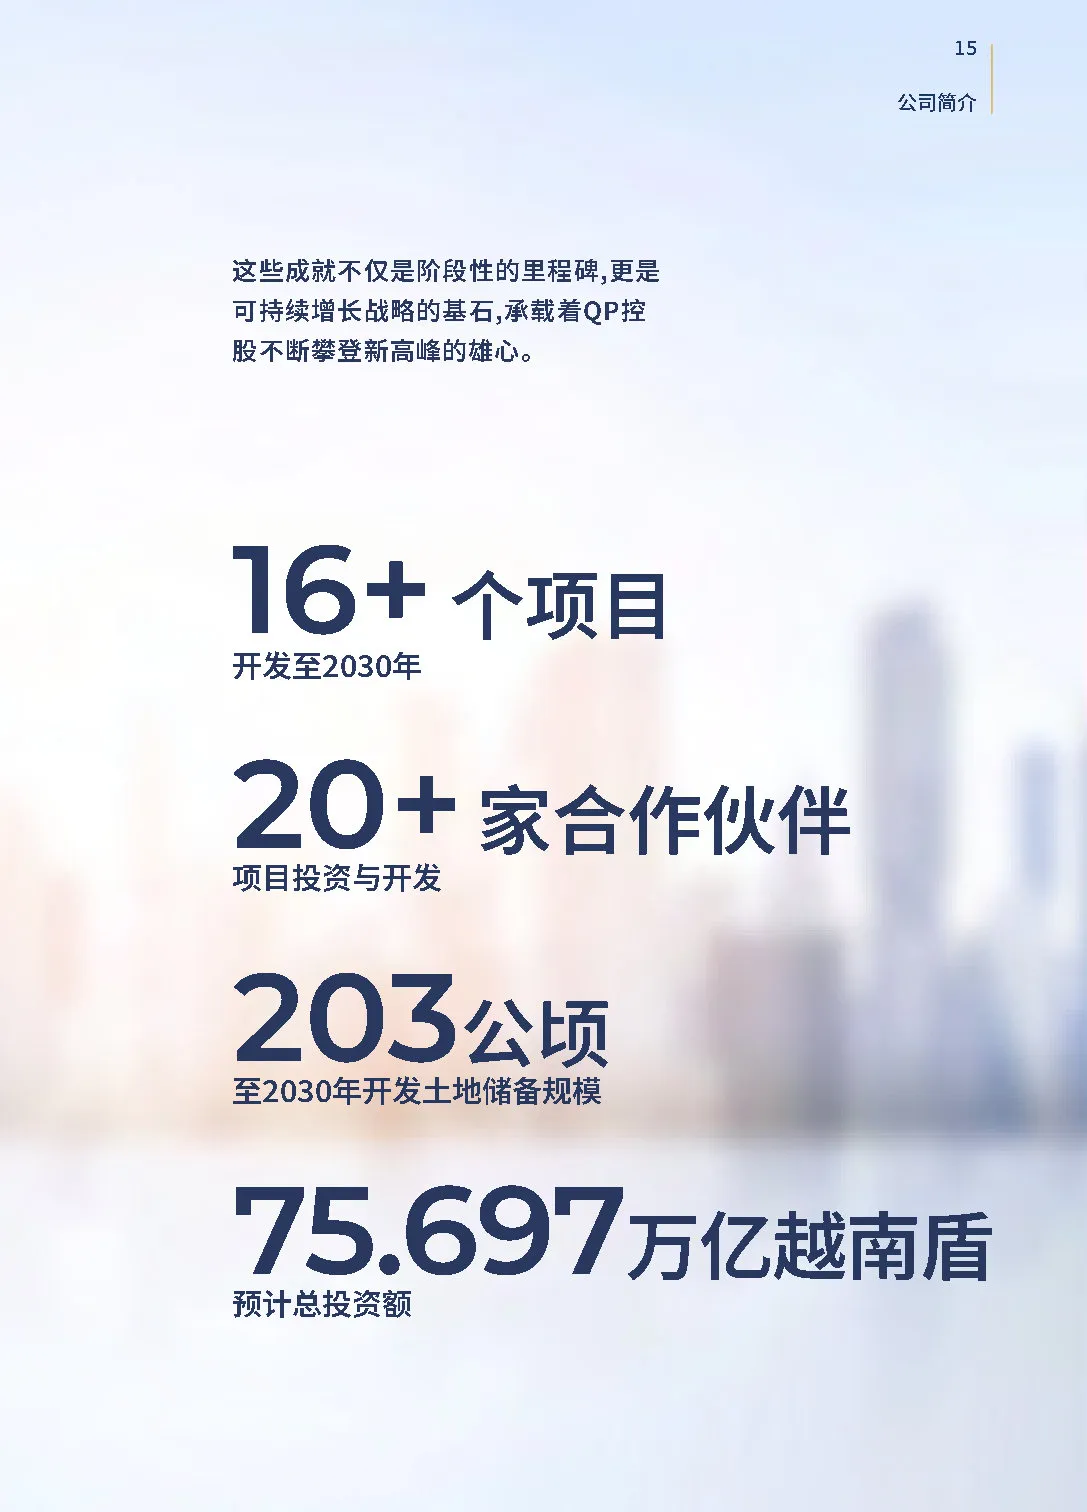 15
公司简介
这些成就不仅是阶段性的里程碑,更是
可持续增长战略的基石,承载着QP控
股不断攀登新高峰的雄心。
16+ 个项目
开发至2030年
20+ 家合作伙伴
项目投资与开发
203公顷
至2030年开发土地储备规模
75.697万亿越南盾
预计总投资额